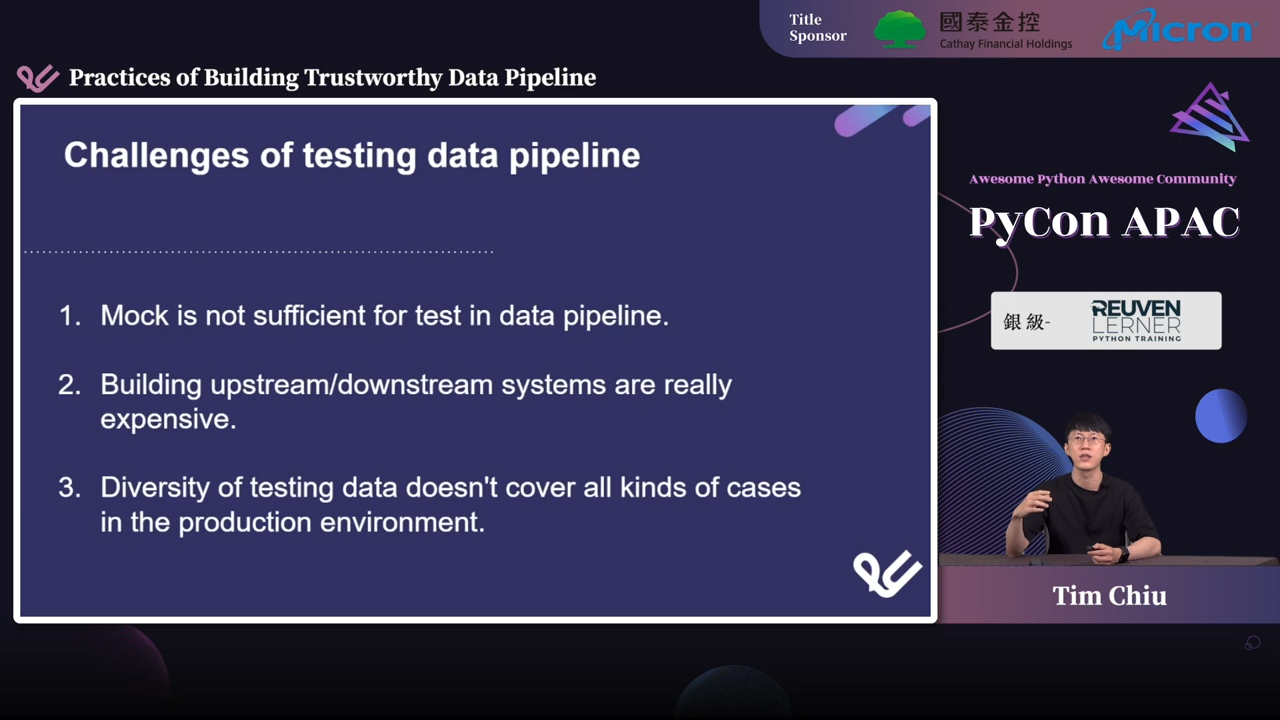 Title
Sponsor
國泰金控
Cathay Financial Holdings
Micron
Practices of Building Trustworthy Data Pipeline
Challenges of testing data pipeline
1. Mock is not sufficient for test in data pipeline.
2. Building upstream/downstream systems are really
expensive.
3. Diversity of testing data doesn't cover all kinds of cases
in the production environment.
Awesome Python Awesome Community
PyCon APAC
銀級-
REUVEN
LERNER
PYTHON TRAINING
Tim Chiu